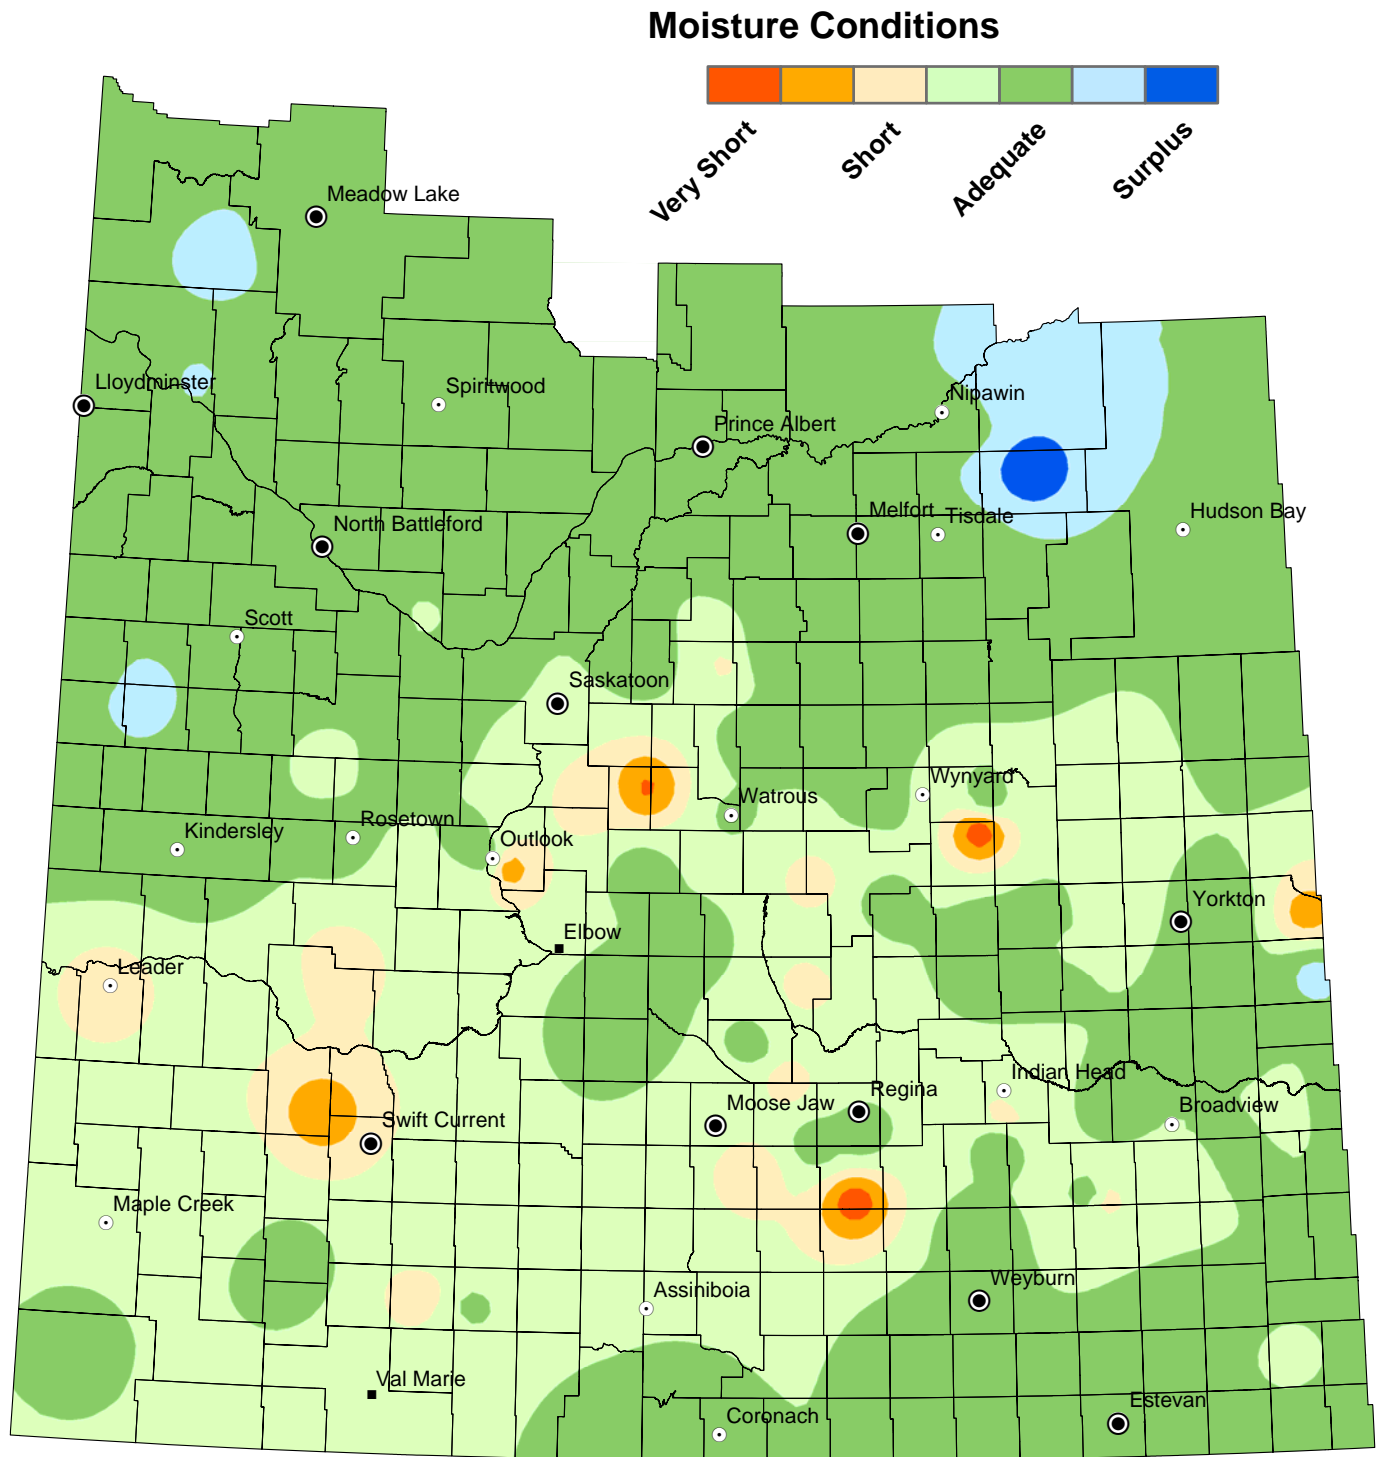 Moisture Conditions
Very Short
Short
Adequate
Surplus
Meadow Lake
Lloydminster
Spiritwood
Nipawin
Prince Albert
Melfort
Tisdale
Hudson Bay
North Battleford
Scott
Saskatoon
Wynyard
Watrous
Rosetown
Kindersley
Outlook
Yorkton
Elbow
Leader
Indian Head
Regina
Moose Jaw
Broadview
Swift Current
Maple Creek
Weyburn
Assiniboia
Val Marie
Estevan
Coronach